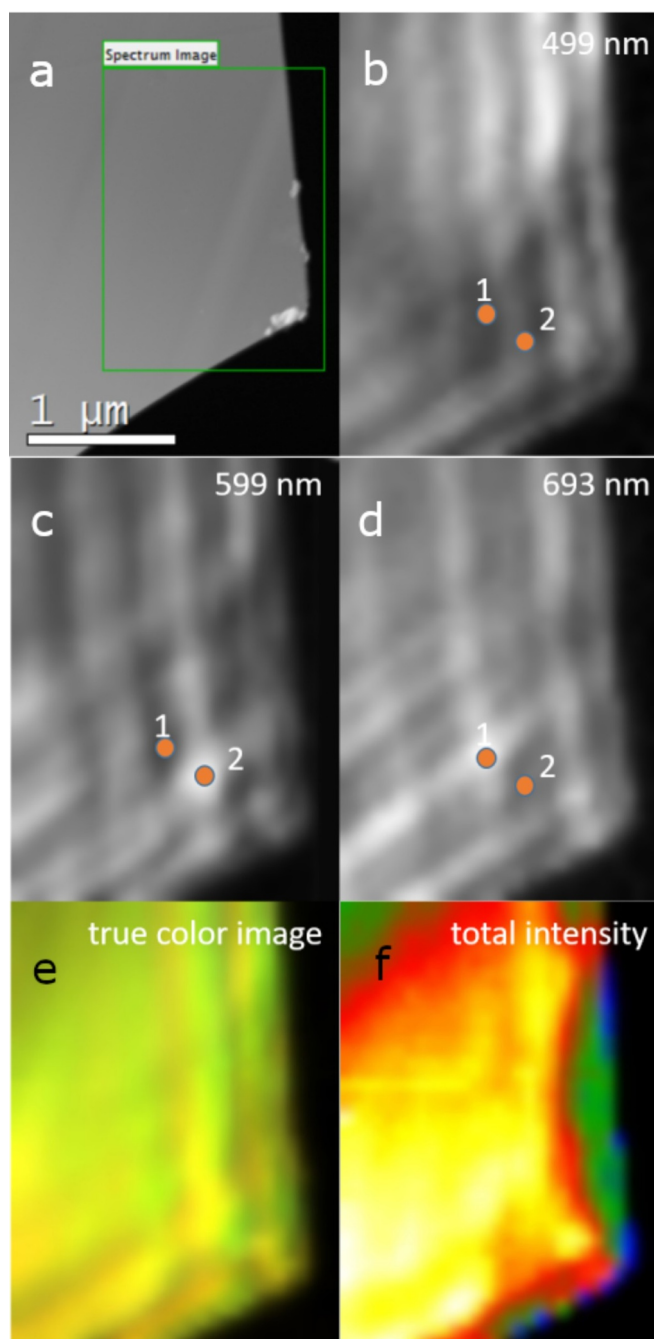 a
Spectrum Image
1 μm
b
499 nm
1
2
c
599 nm
1
2
d
693 nm
1
2
e
true color image
f
total intensity